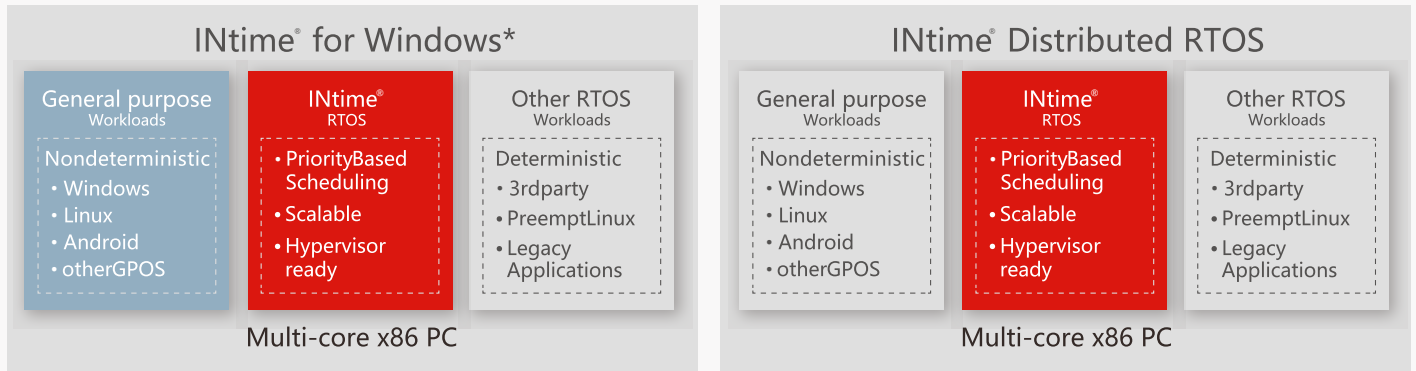 INtime® for Windows*
General purpose
Workloads
Nondeterministic
• Windows
• Linux
• Android
• otherGPOS
INtime®
RTOS
• PriorityBased
Scheduling
• Scalable
• Hypervisor
ready
Other RTOS
Workloads
Deterministic
• 3rdparty
• PreemptLinux
• Legacy
Applications
Multi-core x86 PC
INtime® Distributed RTOS
General purpose
Workloads
Nondeterministic
• Windows
• Linux
• Android
• otherGPOS
INtime®
RTOS
• PriorityBased
Scheduling
• Scalable
• Hypervisor
ready
Other RTOS
Workloads
Deterministic
• 3rdparty
• PreemptLinux
• Legacy
Applications
Multi-core x86 PC